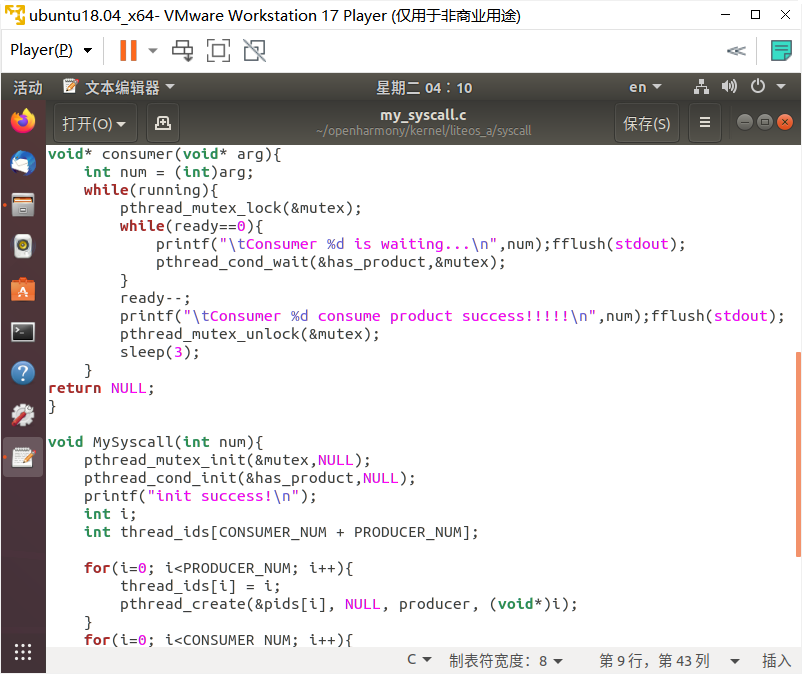 ubuntu18.04_x64- VMware Workstation 17 Player (仅用于非商业用途)
Player(P)
活动 文本编辑器 星期二 04：10 en
打开(O) my_syscall.c 保存(S)
~/openharmony/kernel/liteos_a/syscall
void* consumer(void* arg){
    int num = (int)arg;
    while(running){
        pthread_mutex_lock(&mutex);
        while(ready==0){
            printf("\tConsumer %d is waiting...\n",num);fflush(stdout);
            pthread_cond_wait(&has_product,&mutex);
        }
        ready--;
        printf("\tConsumer %d consume product success!!!!!\n",num);fflush(stdout);
        pthread_mutex_unlock(&mutex);
        sleep(3);
    }
return NULL;
}
void MySyscall(int num){
    pthread_mutex_init(&mutex,NULL);
    pthread_cond_init(&has_product,NULL);
    printf("init success!\n");
    int i;
    int thread_ids[CONSUMER_NUM + PRODUCER_NUM];
    for(i=0; i<PRODUCER_NUM; i++){
        thread_ids[i] = i;
        pthread_create(&pids[i], NULL, producer, (void*)i);
    }
    for(i=0; i<CONSUMER_NUM; i++){
C 制表符宽度：8 第 9 行，第 43 列 插入